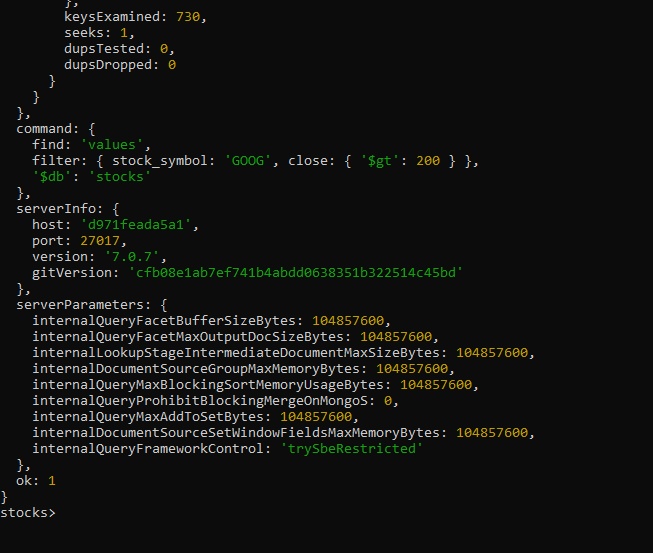 },
keysExamined: 730,
seeks: 1,
dupsTested: 0,
dupsDropped: 0
}
}
},
command: {
find: 'values',
filter: { stock_symbol: 'GOOG', close: { '$gt': 200 } },
'$db': 'stocks'
},
serverInfo: {
host: 'd971feada5a1',
port: 27017,
version: '7.0.7',
gitVersion: 'cfb08e1ab7ef741b4abdd0638351b322514c45bd'
},
serverParameters: {
internalQueryFacetBufferSizeBytes: 104857600,
internalQueryFacetMaxOutputDocSizeBytes: 104857600,
internalLookupStageIntermediateDocumentMaxSizeBytes: 104857600,
internalDocumentSourceGroupMaxMemoryBytes: 104857600,
internalQueryMaxBlockingSortMemoryUsageBytes: 104857600,
internalQueryProhibitBlockingMergeOnMongoS: 0,
internalQueryMaxAddToSetBytes: 104857600,
internalDocumentSourceSetWindowFieldsMaxMemoryBytes: 104857600,
internalQueryFrameworkControl: 'trySbeRestricted'
},
ok: 1
}
stocks>